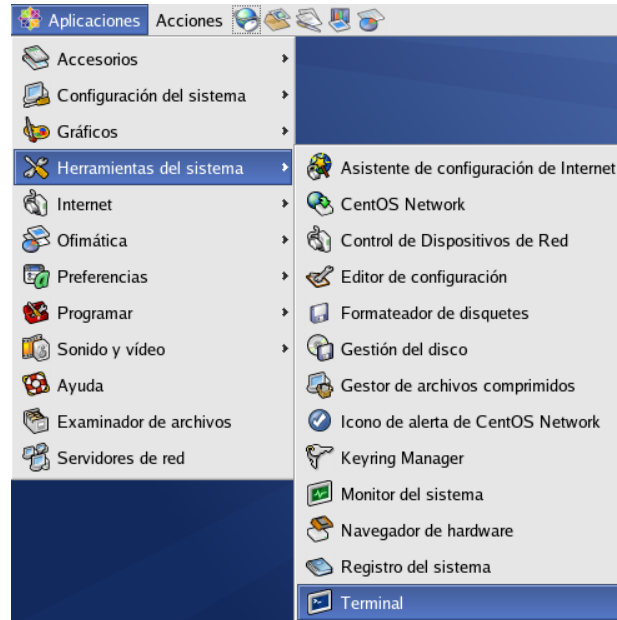 Aplicaciones Acciones
Accesorios
Configuración del sistema
Gráficos
Herramientas del sistema
Internet
Ofimática
Preferencias
Programar
Sonido y vídeo
Ayuda
Examinador de archivos
Servidores de red
Asistente de configuración de Internet
CentOS Network
Control de Dispositivos de Red
Editor de configuración
Formateador de disquetes
Gestión del disco
Gestor de archivos comprimidos
Icono de alerta de CentOS Network
Keyring Manager
Monitor del sistema
Navegador de hardware
Registro del sistema
Terminal